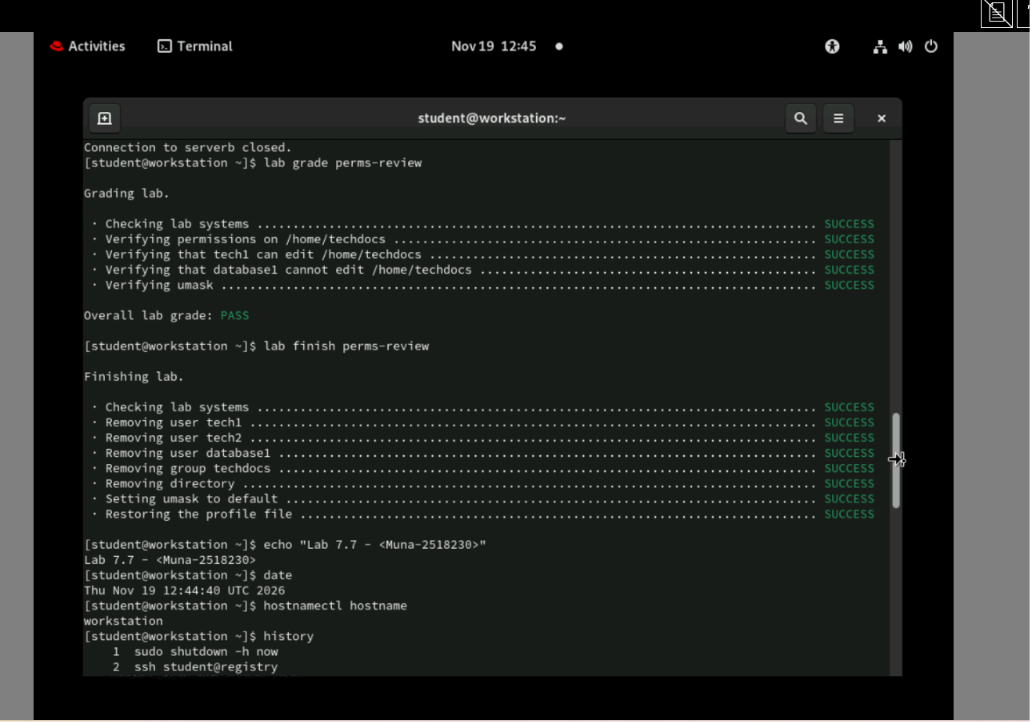 Activities Terminal Nov 19 12:45
student@workstation:~
Connection to serverb closed.
[student@workstation ~]$ lab grade perms-review
Grading lab.
· Checking lab systems .............................................................................. SUCCESS
· Verifying permissions on /home/techdocs ........................................................... SUCCESS
· Verifying that tech1 can edit /home/techdocs ...................................................... SUCCESS
· Verifying that database1 cannot edit /home/techdocs ............................................... SUCCESS
· Verifying umask ................................................................................... SUCCESS
Overall lab grade: PASS
[student@workstation ~]$ lab finish perms-review
Finishing lab.
· Checking lab systems .............................................................................. SUCCESS
· Removing user tech1 ............................................................................... SUCCESS
· Removing user tech2 ............................................................................... SUCCESS
· Removing user database1 ........................................................................... SUCCESS
· Removing group techdocs ........................................................................... SUCCESS
· Removing directory ................................................................................ SUCCESS
· Setting umask to default .......................................................................... SUCCESS
· Restoring the profile file ........................................................................ SUCCESS
[student@workstation ~]$ echo "Lab 7.7 - <Muna-2518230>"
Lab 7.7 - <Muna-2518230>
[student@workstation ~]$ date
Thu Nov 19 12:44:40 UTC 2026
[student@workstation ~]$ hostnamectl hostname
workstation
[student@workstation ~]$ history
1 sudo shutdown -h now
2 ssh student@registry